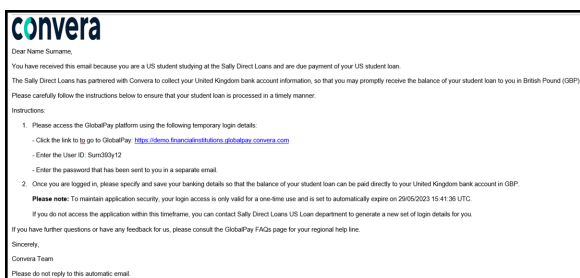 convera
Dear Name Surname,
You have received this email because you are a US student studying at the Sally Direct Loans and are due payment of your US student loan.
The Sally Direct Loans has partnered with Convera to collect your United Kingdom bank account information, so that you may promptly receive the balance of your student loan to you in British Pound (GBP)
Please carefully follow the instructions below to ensure that your student loan is processed in a timely manner.
Instructions:
1. Please access the GlobalPay platform using the following temporary login details:
- Click the link to to go to GlobalPay: https://demo.financialinstitutions.globalpay.convera.com
- Enter the User ID: Surn393y12
- Enter the password that has been sent to you in a separate email.
2. Once you are logged in, please specify and save your banking details so that the balance of your student loan can be paid directly to your United Kingdom bank account in GBP.
Please note: To maintain application security, your login access is only valid for a one-time use and is set to automatically expire on 29/05/2023 15:41:36 UTC.
If you do not access the application within this timeframe, you can contact Sally Direct Loans US Loan department to generate a new set of login details for you.
If you have further questions or have any feedback for us, please consult the GlobalPay FAQs page for your regional help line.
Sincerely,
Convera Team
Please do not reply to this automatic email.